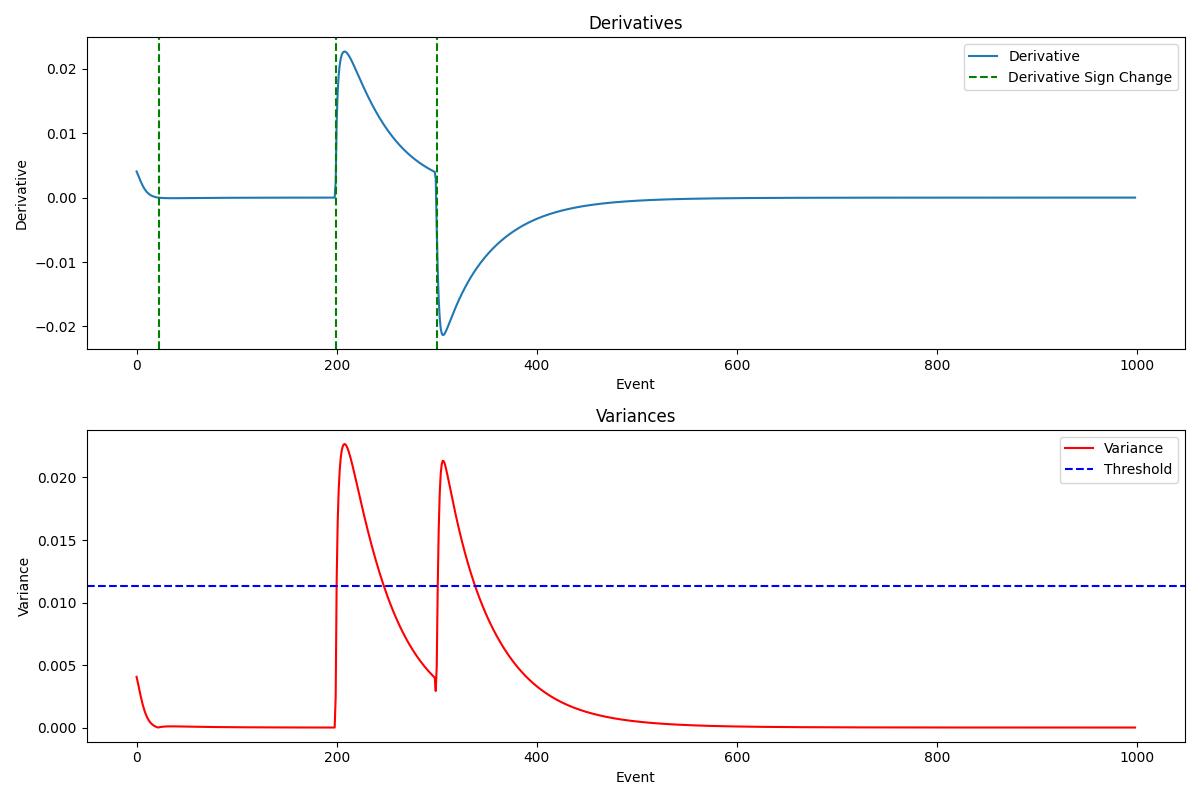 Derivatives
Derivative
Derivative Sign Change
0.02
0.01
0.00
−0.01
−0.02
Derivative
0 200 400 600 800 1000
Event
Variances
Variance
Threshold
0.020
0.015
0.010
0.005
0.000
Variance
0 200 400 600 800 1000
Event